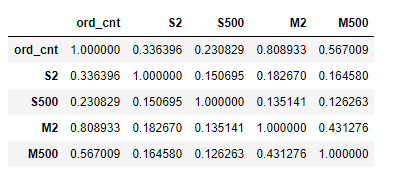 ord_cnt S2 S500 M2 M500
ord_cnt 1.000000 0.336396 0.230829 0.808933 0.567009
S2 0.336396 1.000000 0.150695 0.182670 0.164580
S500 0.230829 0.150695 1.000000 0.135141 0.126263
M2 0.808933 0.182670 0.135141 1.000000 0.431276
M500 0.567009 0.164580 0.126263 0.431276 1.000000